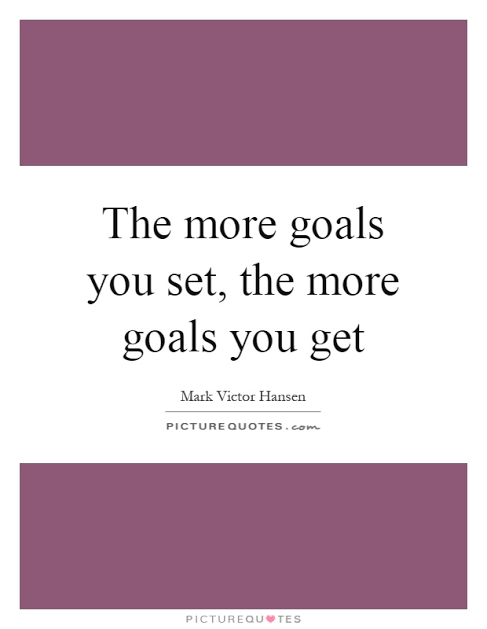 The more goals
you set, the more
goals you get
Mark Victor Hansen
PICTUREQUOTES.com
PICTUREQUOTES